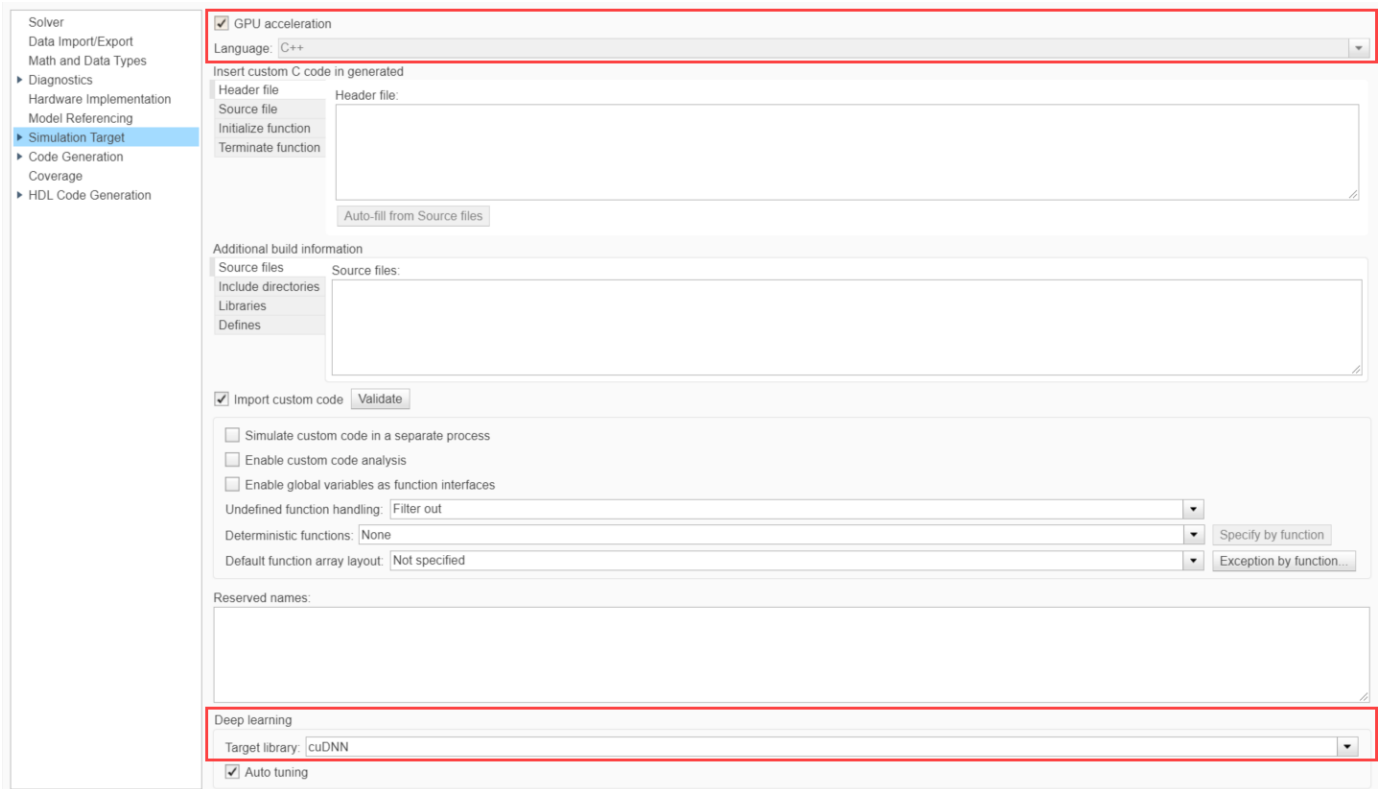 Solver
Data Import/Export
Math and Data Types
Diagnostics
Hardware Implementation
Model Referencing
Simulation Target
Code Generation
Coverage
HDL Code Generation
GPU acceleration
Language: C++
Insert custom C code in generated
Header file
Source file
Initialize function
Terminate function
Header file:
Auto-fill from Source files
Additional build information
Source files
Include directories
Libraries
Defines
Source files:
Import custom code Validate
Simulate custom code in a separate process
Enable custom code analysis
Enable global variables as function interfaces
Undefined function handling: Filter out
Deterministic functions: None Specify by function
Default function array layout: Not specified Exception by function...
Reserved names:
Deep learning
Target library: cuDNN
Auto tuning